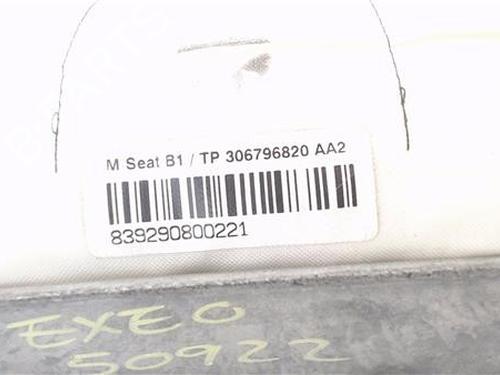 M Seat B1 / TP 306796820 AA2
839290800221
EXEO
50922